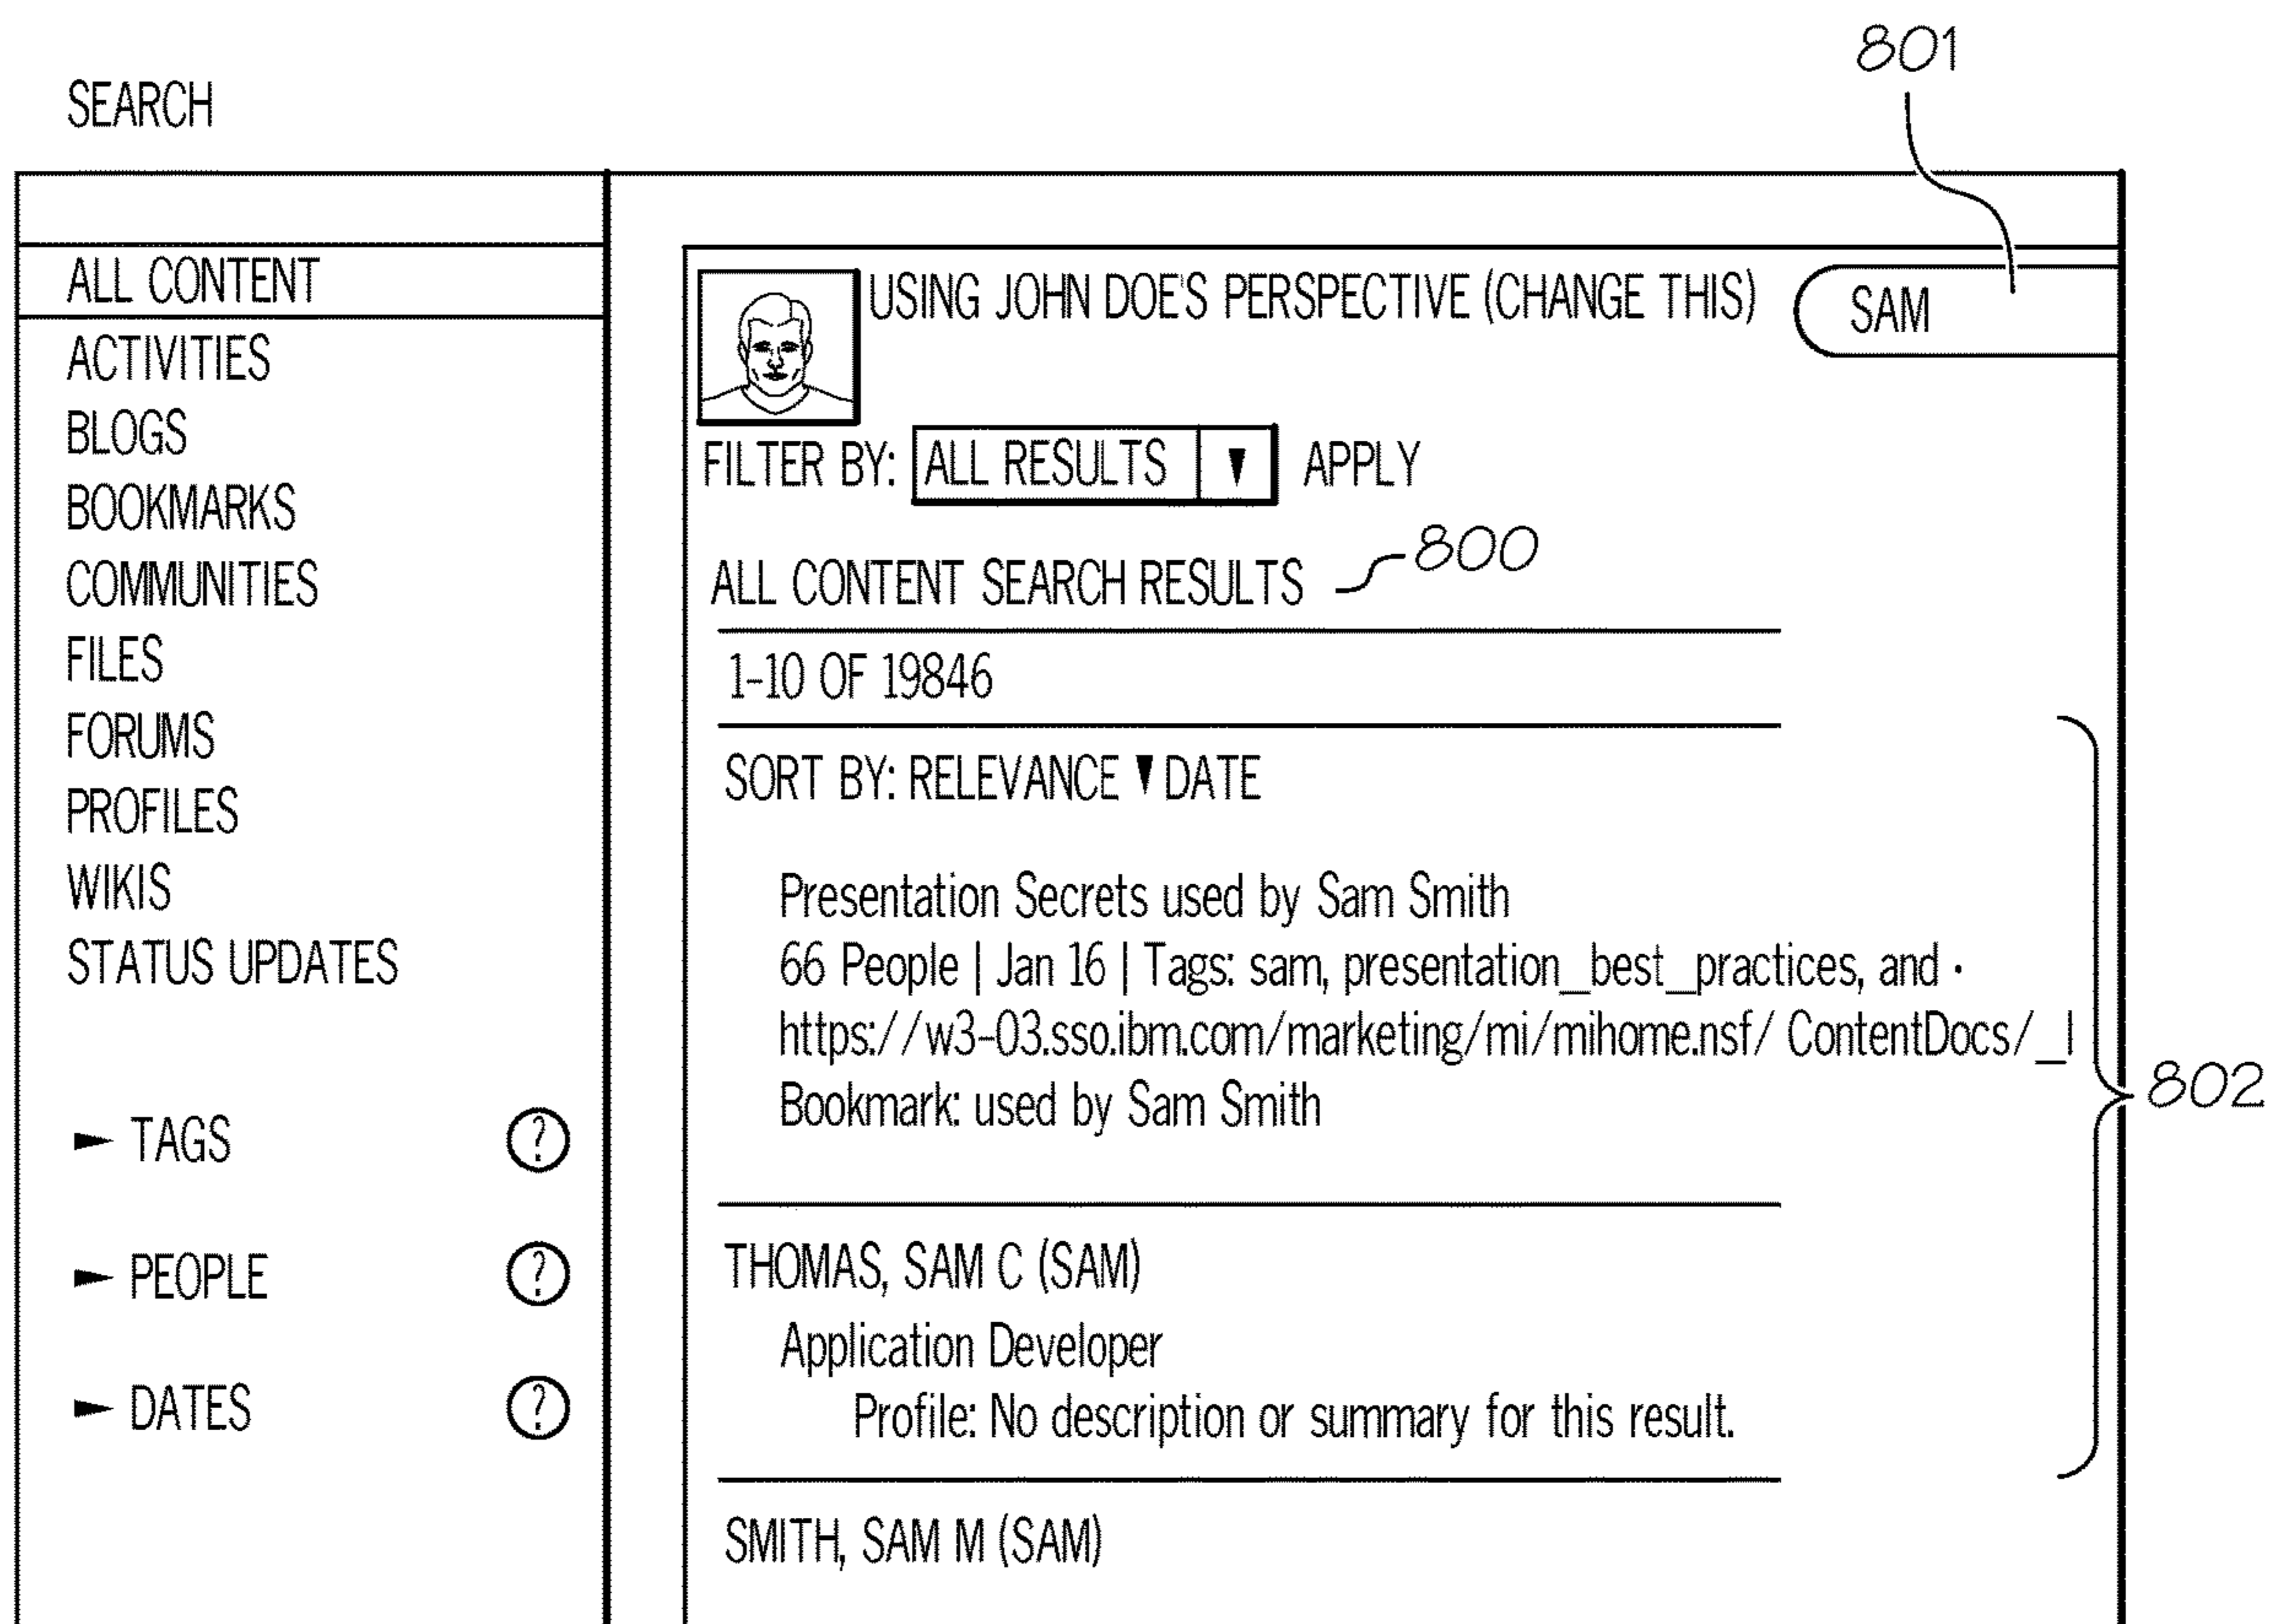 801
SEARCH
ALL CONTENT
ACTIVITIES
BLOGS
BOOKMARKS
COMMUNITIES
FILES
FORUMS
PROFILES
WIKIS
STATUS UPDATES
TAGS ?
PEOPLE ?
DATES ?
USING JOHN DOE'S PERSPECTIVE (CHANGE THIS)
SAM
FILTER BY: ALL RESULTS ▼ APPLY
ALL CONTENT SEARCH RESULTS
800
1-10 OF 19846
SORT BY: RELEVANCE ▼ DATE
Presentation Secrets used by Sam Smith
66 People | Jan 16 | Tags: sam, presentation_best_practices, and ·
https://w3-03.sso.ibm.com/marketing/mi/mihome.nsf/ ContentDocs/_l
Bookmark: used by Sam Smith
802
THOMAS, SAM C (SAM)
Application Developer
Profile: No description or summary for this result.
SMITH, SAM M (SAM)